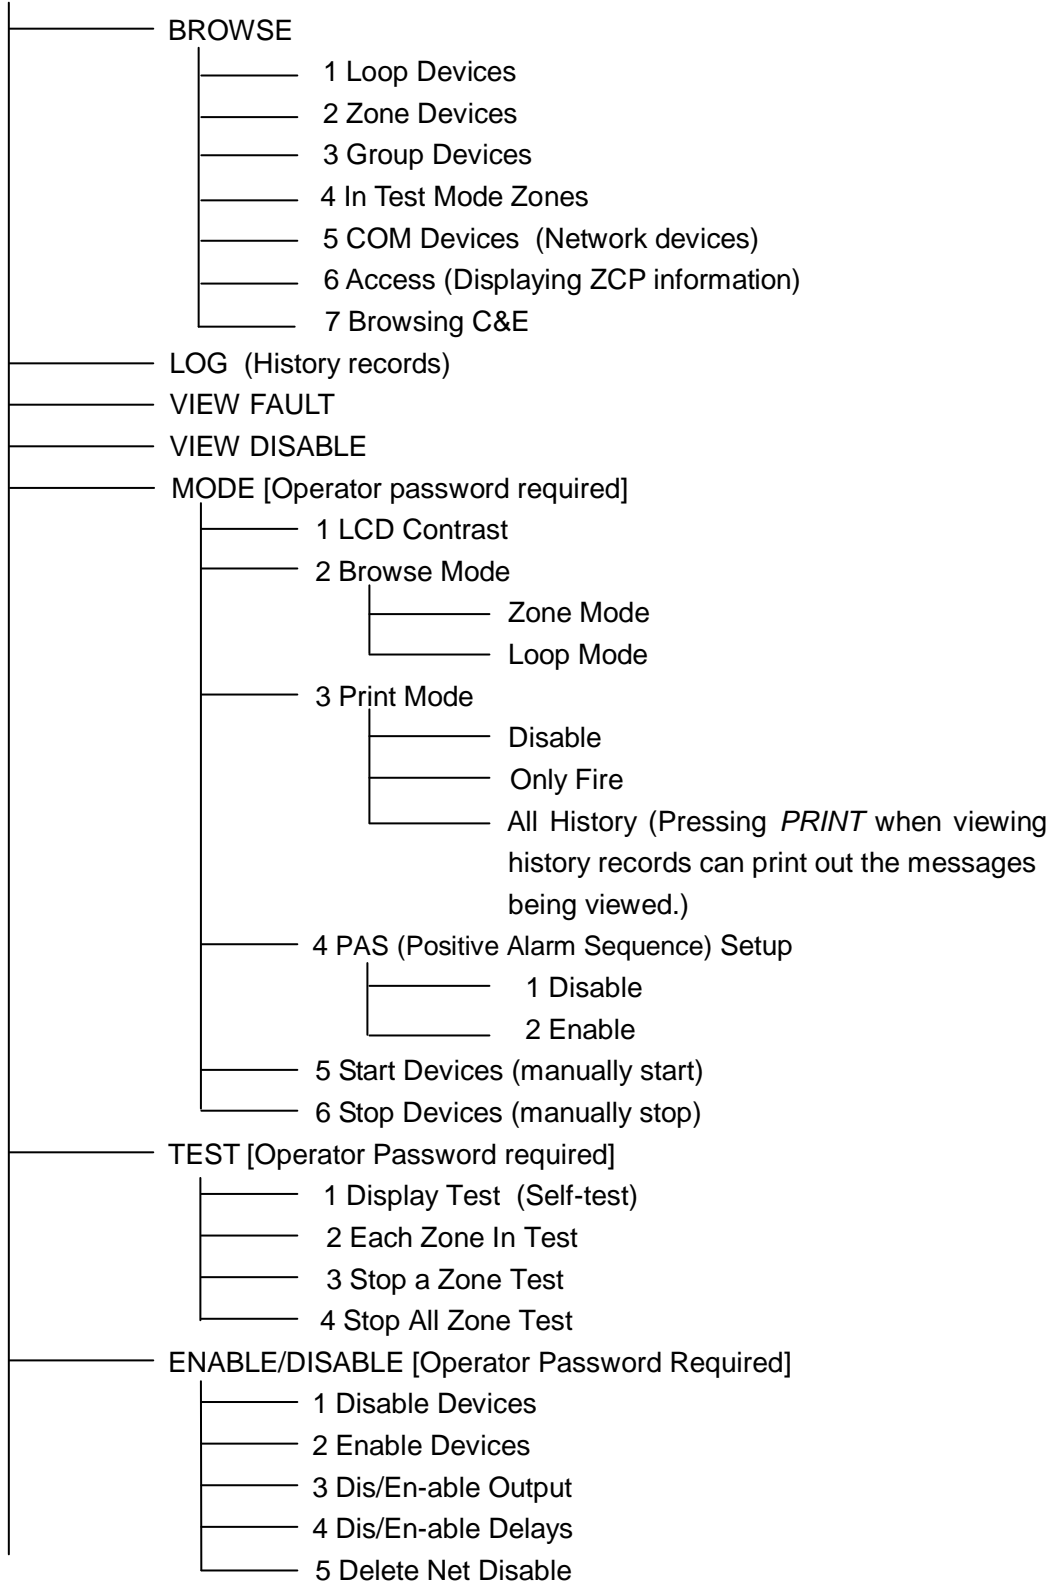 BROWSE
1 Loop Devices
2 Zone Devices
3 Group Devices
4 In Test Mode Zones
5 COM Devices (Network devices)
6 Access (Displaying ZCP information)
7 Browsing C&E
LOG (History records)
VIEW FAULT
VIEW DISABLE
MODE [Operator password required]
1 LCD Contrast
2 Browse Mode
Zone Mode
Loop Mode
3 Print Mode
Disable
Only Fire
All History (Pressing PRINT when viewing
history records can print out the messages
being viewed.)
4 PAS (Positive Alarm Sequence) Setup
1 Disable
2 Enable
5 Start Devices (manually start)
6 Stop Devices (manually stop)
TEST [Operator Password required]
1 Display Test (Self-test)
2 Each Zone In Test
3 Stop a Zone Test
4 Stop All Zone Test
ENABLE/DISABLE [Operator Password Required]
1 Disable Devices
2 Enable Devices
3 Dis/En-able Output
4 Dis/En-able Delays
5 Delete Net Disable